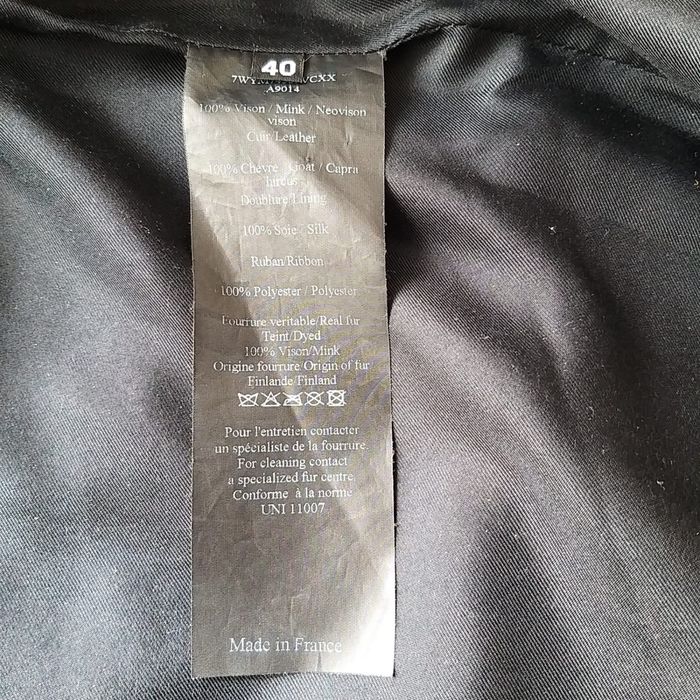 40
A9014
100% Vison / Mink / Neovison
vison
Cuir/Leather
100% Chèvre / Goat / Capra
Doublure/Lining
100% Soie / Silk
Ruban/Ribbon
100% Polyester / Polyester
Fourrure veritable/Real fur
Teint/Dyed
100% Vison/Mink
Origine fourrure/Origin of fur
Finlande/Finland
Pour l'entretien contacter
un spécialiste de la fourrure.
For cleaning contact
a specialized fur centre.
Conforme à la norme
UNI 11007
Made in France